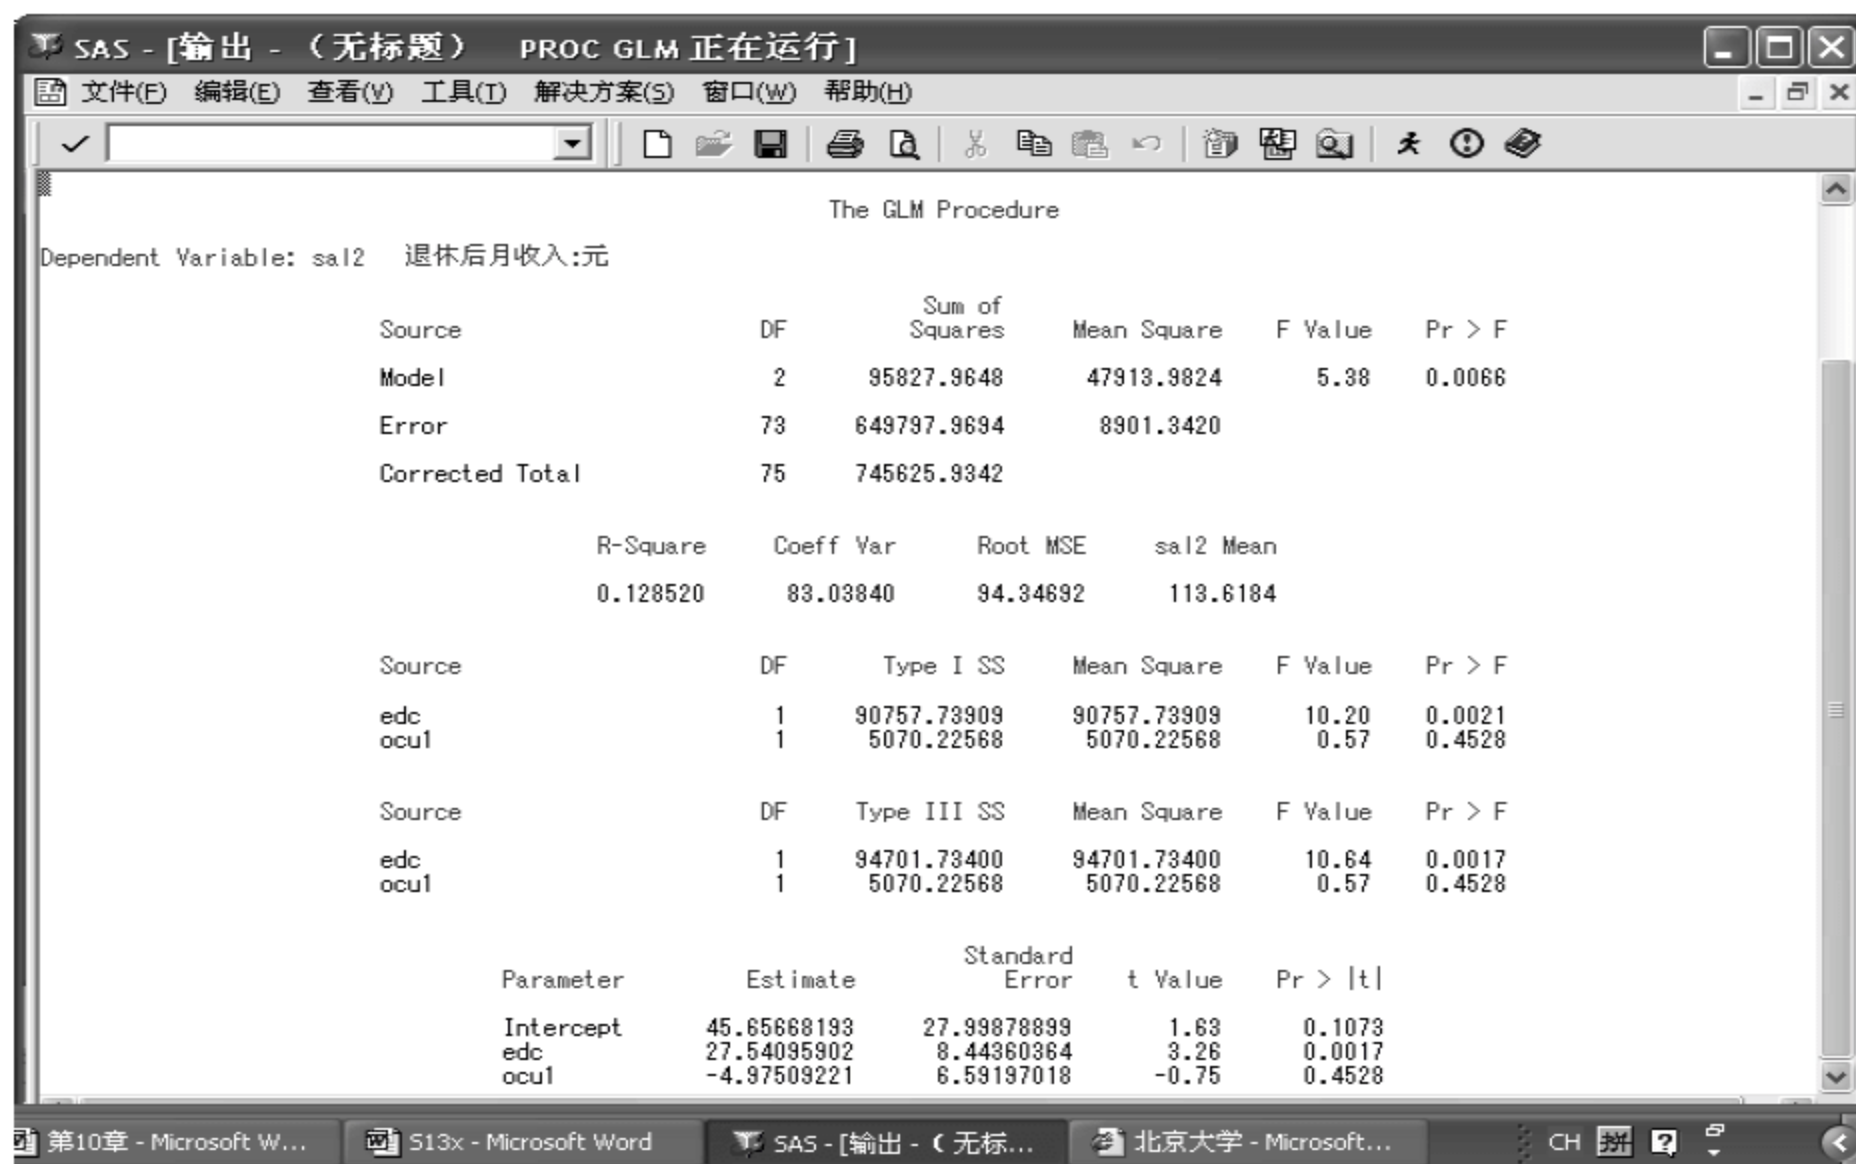 SAS - [输出 - （无标题） PROC GLM 正在运行]
文件(F) 编辑(E) 查看(V) 工具(T) 解决方案(S) 窗口(W) 帮助(H)
The GLM Procedure
Dependent Variable: sal2 退休后月收入:元
Sum of
Source DF Squares Mean Square F Value Pr > F
Model 2 95827.9648 47913.9824 5.38 0.0066
Error 73 649797.9694 8901.3420
Corrected Total 75 745625.9342
R-Square Coeff Var Root MSE sal2 Mean
0.128520 83.03840 94.34692 113.6184
Source DF Type I SS Mean Square F Value Pr > F
edc 1 90757.73909 90757.73909 10.20 0.0021
ocu1 1 5070.22568 5070.22568 0.57 0.4528
Source DF Type III SS Mean Square F Value Pr > F
edc 1 94701.73400 94701.73400 10.64 0.0017
ocu1 1 5070.22568 5070.22568 0.57 0.4528
Standard
Parameter Estimate Error t Value Pr > |t|
Intercept 45.65668193 27.99878899 1.63 0.1073
edc 27.54095902 8.44360364 3.26 0.0017
ocu1 -4.97509221 6.59197018 -0.75 0.4528
第10章 - Microsoft W... S13x - Microsoft Word SAS - [输出 - （无标... 北京大学 - Microsoft... CH 拼